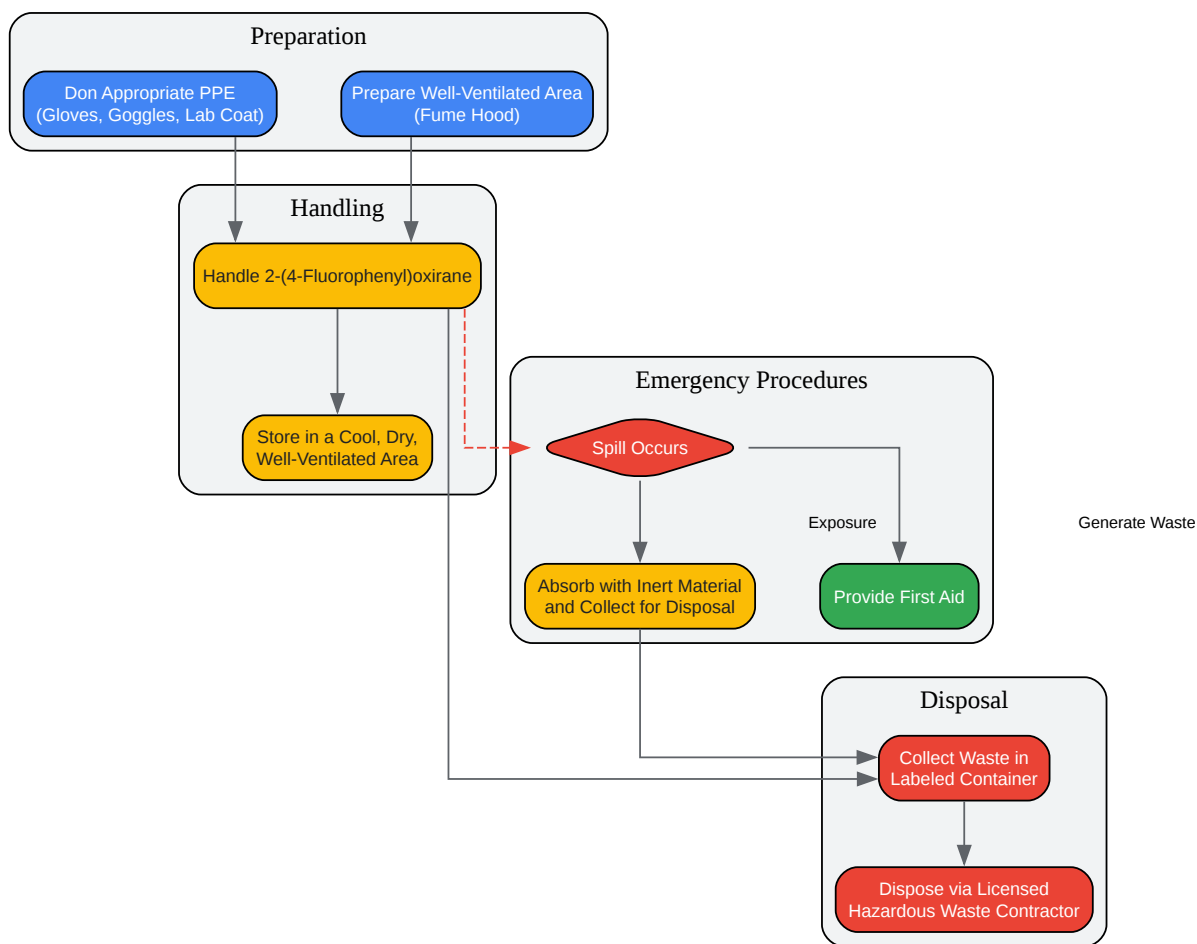 Preparation
Don Appropriate PPE
(Gloves, Goggles, Lab Coat)
Prepare Well-Ventilated Area
(Fume Hood)
Handling
Handle 2-(4-Fluorophenyl)oxirane
Store in a Cool, Dry,
Well-Ventilated Area
Emergency Procedures
Spill Occurs
Exposure
Generate Waste
Absorb with Inert Material
and Collect for Disposal
Provide First Aid
Disposal
Collect Waste in
Labeled Container
Dispose via Licensed
Hazardous Waste Contractor